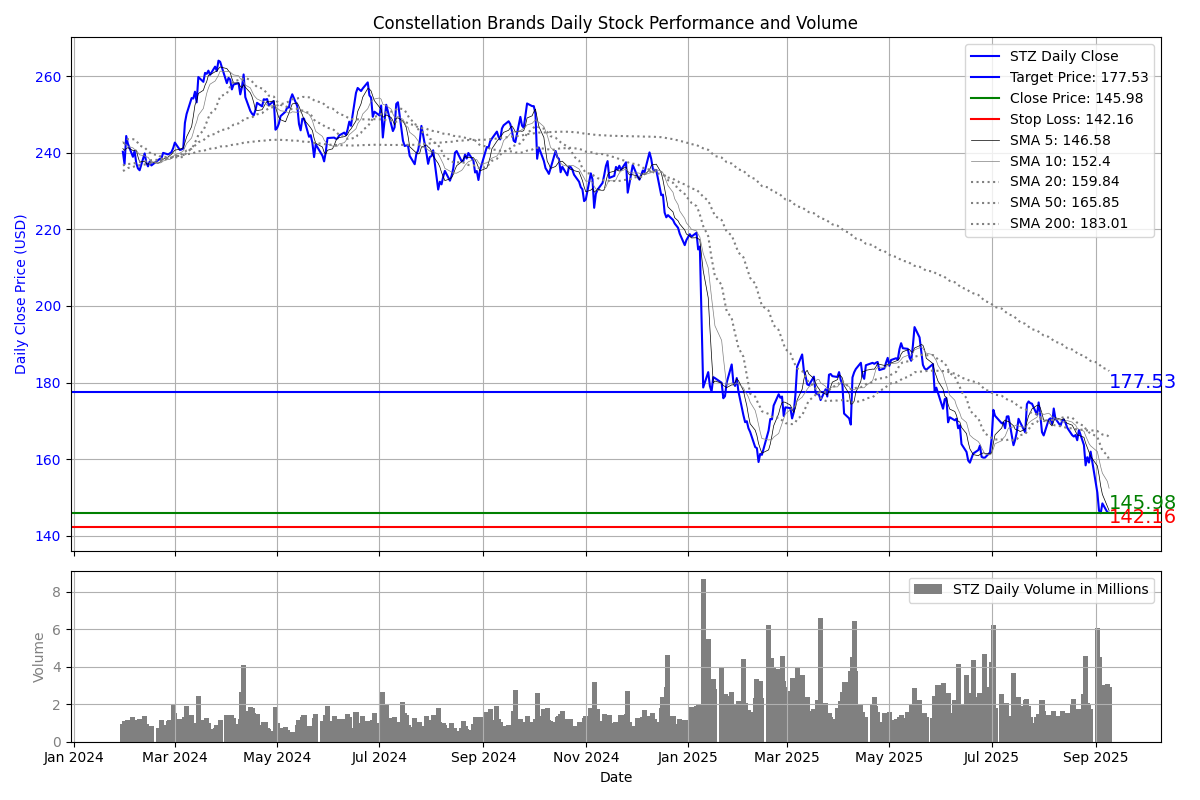 Constellation Brands Daily Stock Performance and Volume
Daily Close Price (USD)
260
240
220
200
180
160
140
STZ Daily Close
Target Price: 177.53
Close Price: 145.98
Stop Loss: 142.16
SMA 5: 146.58
SMA 10: 152.4
SMA 20: 159.84
SMA 50: 165.85
SMA 200: 183.01
177.53
145.98
142.16
Volume
8
6
4
2
0
STZ Daily Volume in Millions
Jan 2024 Mar 2024 May 2024 Jul 2024 Sep 2024 Nov 2024 Jan 2025 Mar 2025 May 2025 Jul 2025 Sep 2025
Date